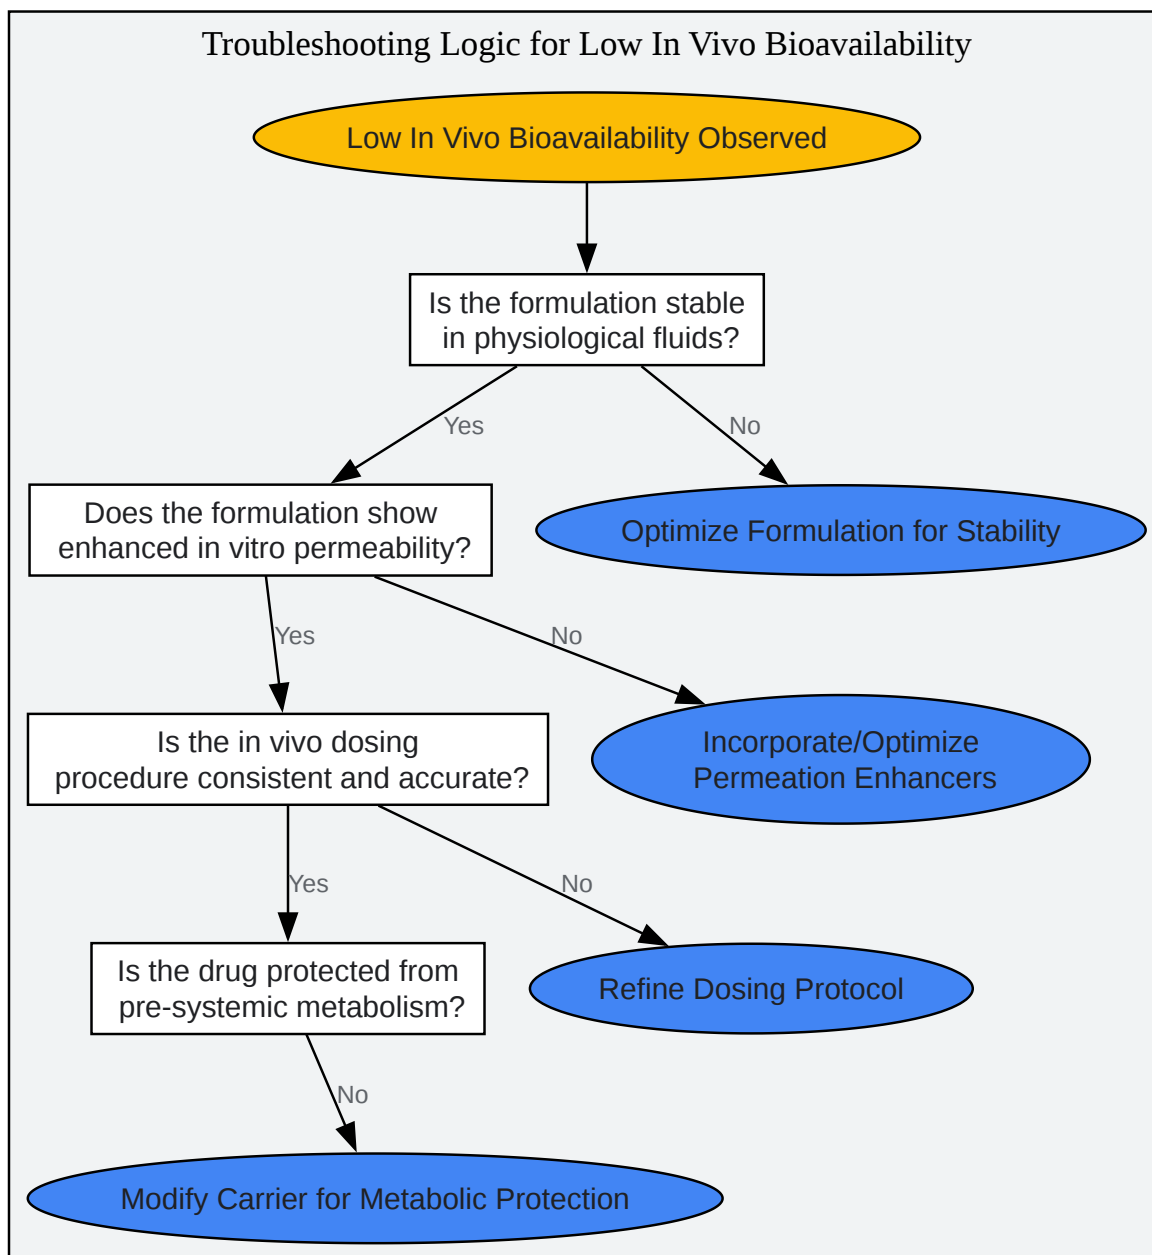 Troubleshooting Logic for Low In Vivo Bioavailability
Low In Vivo Bioavailability Observed
Is the formulation stable
in physiological fluids?
Yes
No
Does the formulation show
enhanced in vitro permeability?
Optimize Formulation for Stability
Yes
No
Is the in vivo dosing
procedure consistent and accurate?
Incorporate/Optimize
Permeation Enhancers
Yes
No
Is the drug protected from
pre-systemic metabolism?
Refine Dosing Protocol
No
Modify Carrier for Metabolic Protection